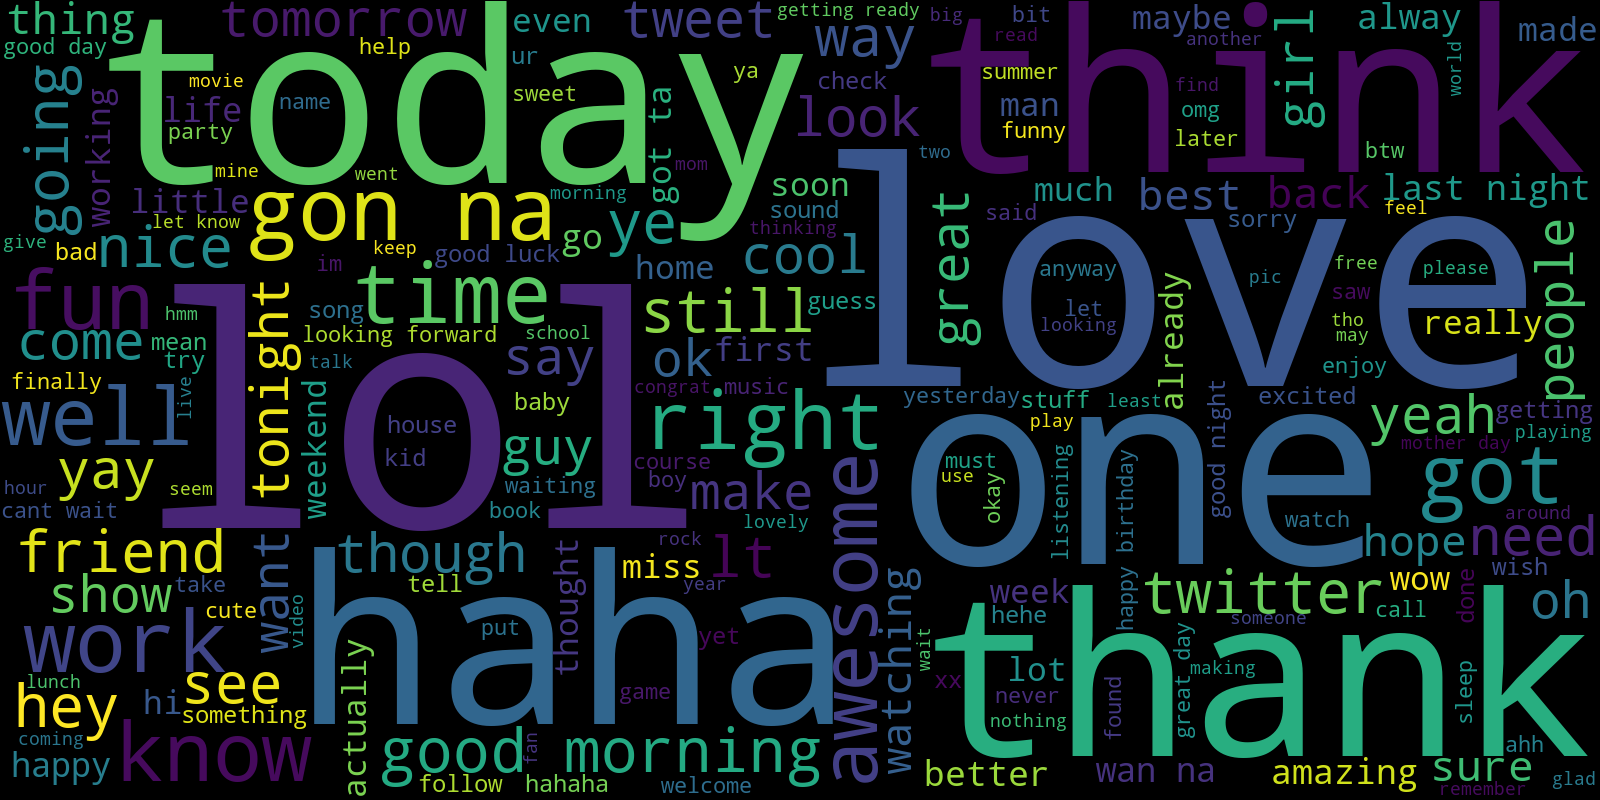 thing
tomorrow
even
tweet
getting ready
big
bit
maybe
alway
made
good day
help
ur
way
read
another
girl
today
think
movie
ya
check
summer
world
going
working
life
name
sweet
got ta
look
man
find
omg
party
funny
later
mine
went
mom
two
btw
little
morning
soon
love
great
much
best
back
last night
let know
gon na
ye
sound
said
sorry
feel
give
bad
nice
keep
good luck
go
thinking
people
im
home
cool
anyway
pic
free
please
fun
lol
time
still
guess
let
already
saw
hmm
song
looking
tho
really
come
mean
tonight
looking forward
school
ok
first
may
try
talk
say
enjoy
finally
live
weekend
congrat
music
yesterday
stuff
least
good night
excited
well
baby
right
one
play
yeah
getting
house
guy
mother day
playing
yay
kid
course
must
listening
happy birthday
got
hour
seem
waiting
boy
make
use
okay
cant wait
book
lovely
awesome
watch
around
friend
want
though
thought
rock
lt
hope
need
show
take
haha
tell
miss
year
watching
week
twitter
wow
done
wish
cute
video
hehe
call
oh
work
put
yet
wait
thank
someone
lunch
see
actually
game
xx
lot
great day
making
sleep
hey
hi
something
never
found
coming
nothing
happy
know
good morning
fan
ahh
follow
hahaha
welcome
better
wan na
amazing
sure
glad
remember